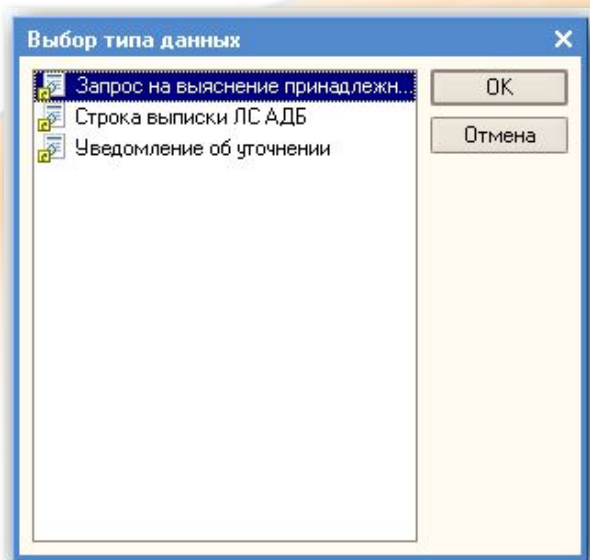 Выбор типа данных
Запрос на выяснение принадлежн...
Строка выписки ЛС АДБ
Уведомление об уточнении
OK
Отмена